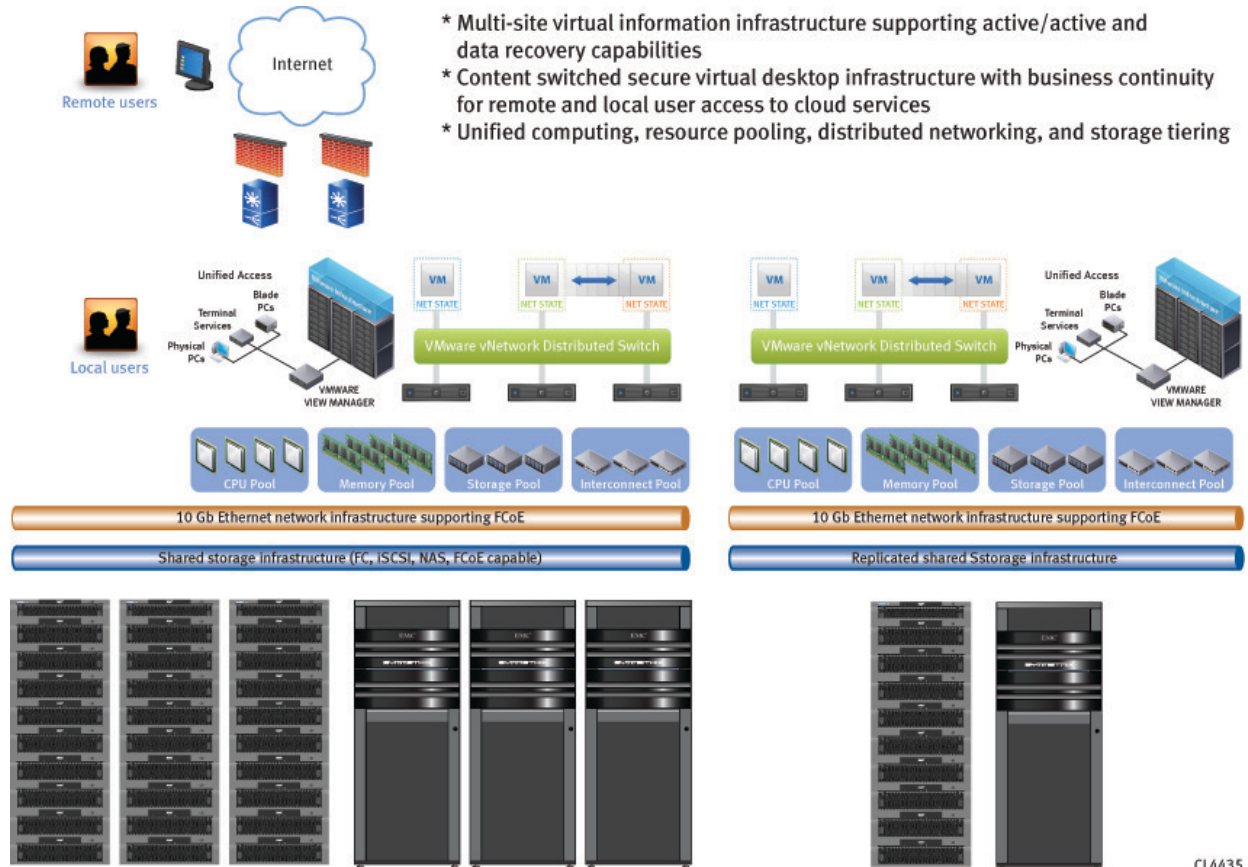 * Multi-site virtual information infrastructure supporting active/active and
data recovery capabilities
* Content switched secure virtual desktop infrastructure with business continuity
for remote and local user access to cloud services
* Unified computing, resource pooling, distributed networking, and storage tiering
Internet
Remote users
Local users
Unified Access
Blade
PCs
Terminal
Services
Physical
PCs
VMware Infrastructure
VMWARE
VIEW MANAGER
VM
NET STATE
VM
NET STATE
VM
NET STATE
VMware vNetwork Distributed Switch
VM
NET STATE
VM
NET STATE
VM
NET STATE
VMware vNetwork Distributed Switch
Unified Access
Blade
PCs
Terminal
Services
Physical
PCs
VMWARE
VIEW MANAGER
CPU Pool
Memory Pool
Storage Pool
Interconnect Pool
CPU Pool
Memory Pool
Storage Pool
Interconnect Pool
10 Gb Ethernet network infrastructure supporting FCoE
10 Gb Ethernet network infrastructure supporting FCoE
Shared storage infrastructure (FC, iSCSI, NAS, FCoE capable)
Replicated shared Sstorage infrastructure
EMC
EMC
EMC
EMC
CL4435